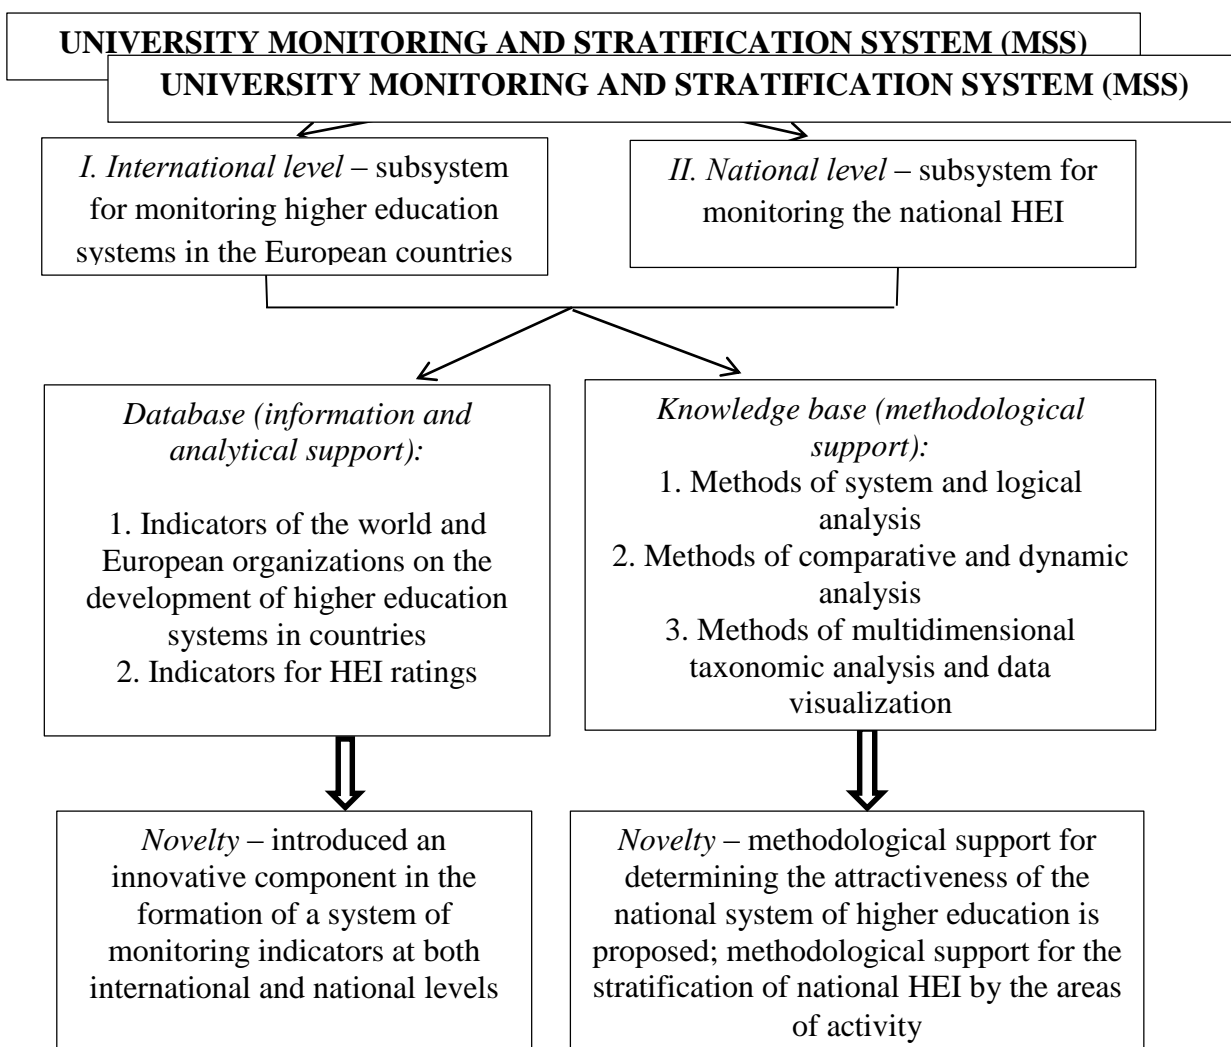 UNIVERSITY MONITORING AND STRATIFICATION SYSTEM (MSS)
UNIVERSITY MONITORING AND STRATIFICATION SYSTEM (MSS)
I. International level – subsystem
for monitoring higher education
systems in the European countries
II. National level – subsystem for
monitoring the national HEI
Database (information and
analytical support):
1. Indicators of the world and
European organizations on the
development of higher education
systems in countries
2. Indicators for HEI ratings
Knowledge base (methodological
support):
1. Methods of system and logical
analysis
2. Methods of comparative and dynamic
analysis
3. Methods of multidimensional
taxonomic analysis and data
visualization
Novelty – introduced an
innovative component in the
formation of a system of
monitoring indicators at both
international and national levels
Novelty – methodological support for
determining the attractiveness of the
national system of higher education is
proposed; methodological support for the
stratification of national HEI by the areas
of activity